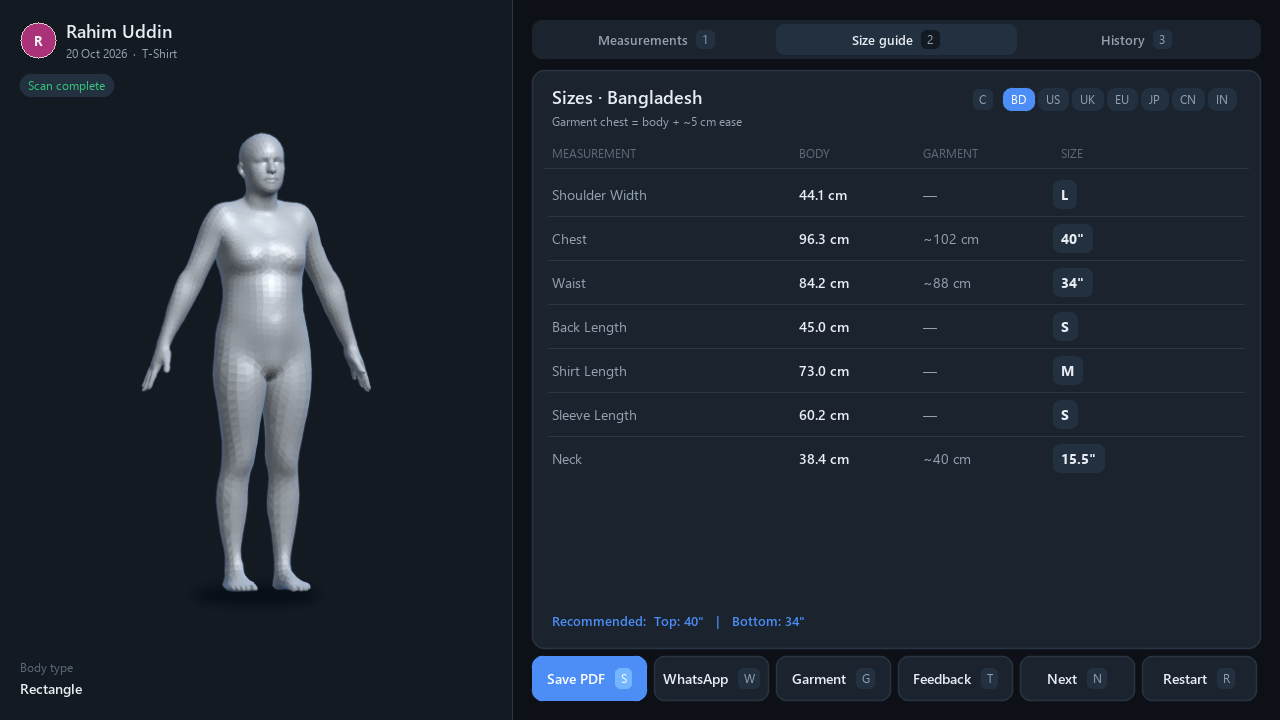 R
Rahim Uddin
20 Oct 2026 · T-Shirt
Scan complete
Body type
Rectangle
Measurements 1 Size guide 2 History 3
Sizes · Bangladesh
C BD US UK EU JP CN IN
Garment chest = body + ~5 cm ease
MEASUREMENT BODY GARMENT SIZE
Shoulder Width 44.1 cm — L
Chest 96.3 cm ~102 cm 40"
Waist 84.2 cm ~88 cm 34"
Back Length 45.0 cm — S
Shirt Length 73.0 cm — M
Sleeve Length 60.2 cm — S
Neck 38.4 cm ~40 cm 15.5"
Recommended: Top: 40" | Bottom: 34"
Save PDF S WhatsApp W Garment G Feedback T Next N Restart R